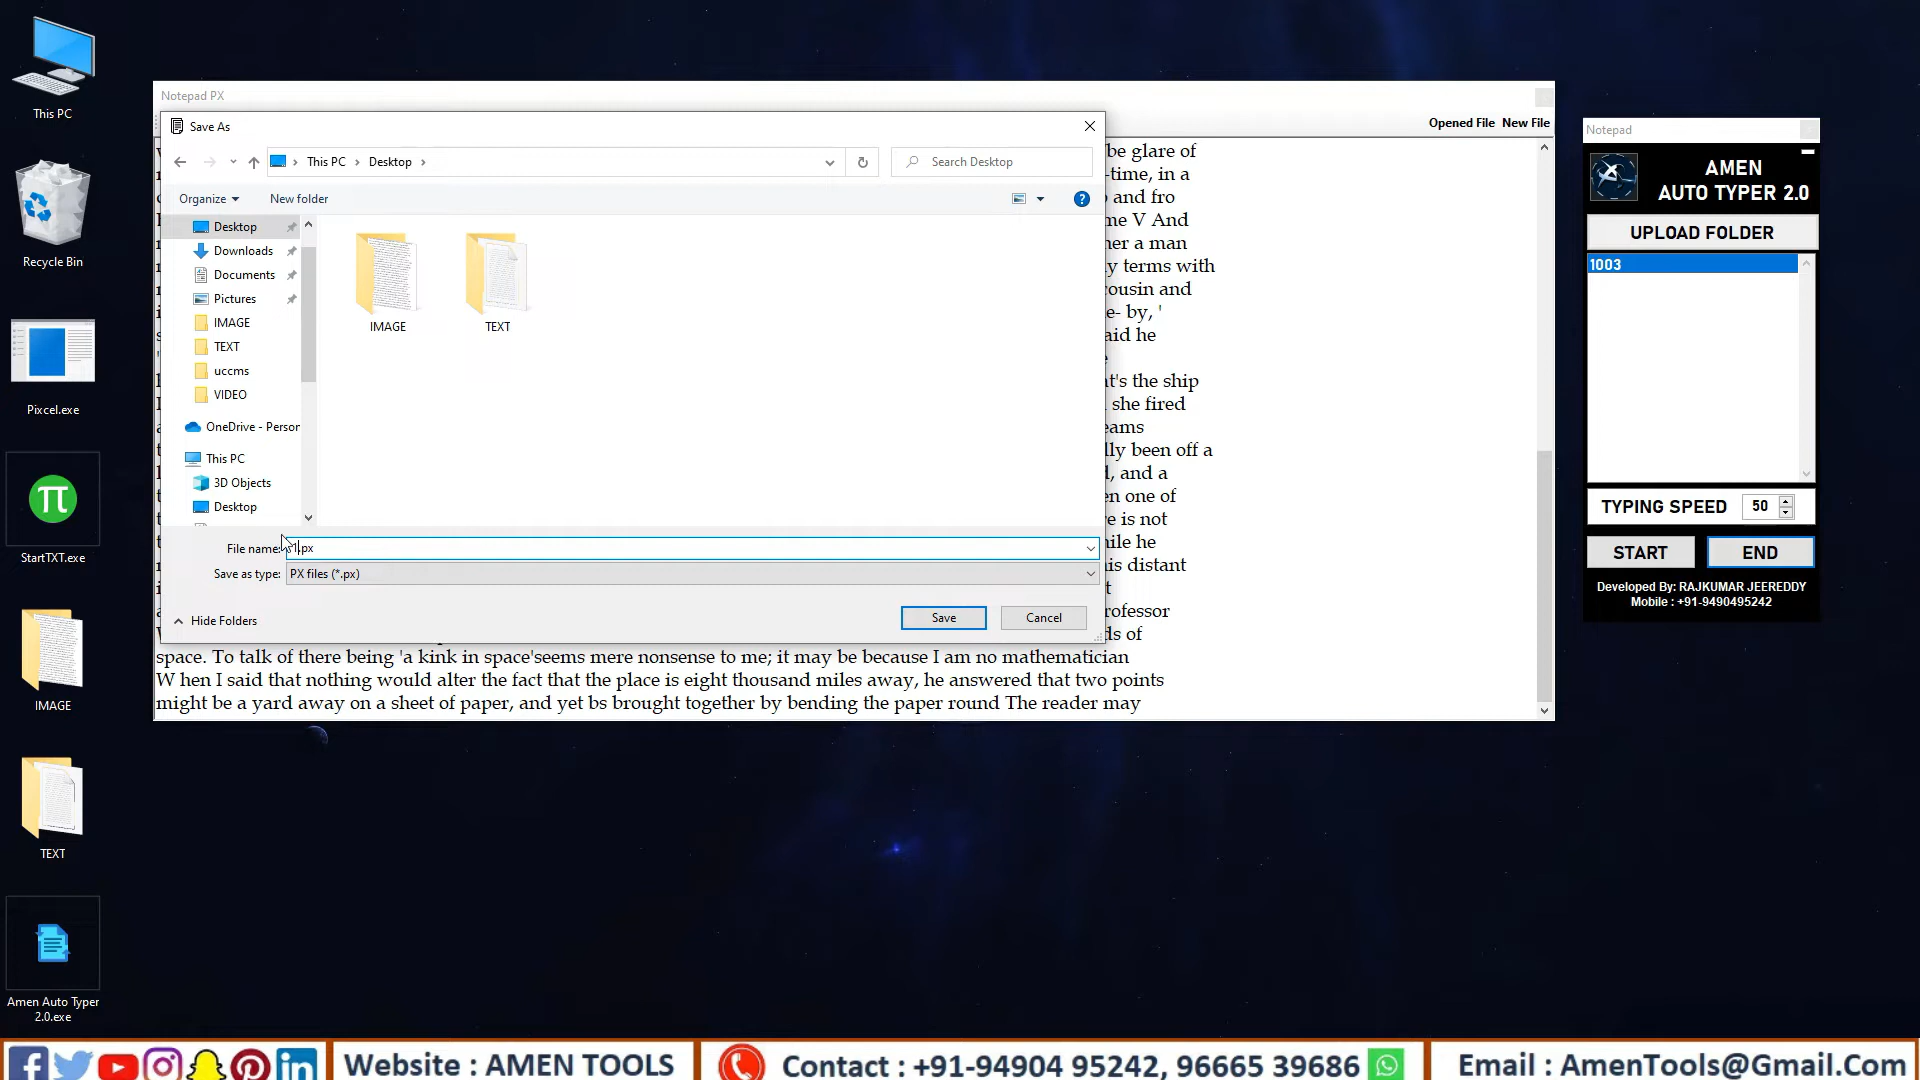 This PC
Recycle Bin
Pixcel.exe
StartTXT.exe
IMAGE
TEXT
Amen Auto Typer
2.0.exe
Notepad PX
Opened File New File
Save As
This PC
Desktop
Search Desktop
Organize
New folder
Desktop
Downloads
Documents
Pictures
IMAGE
TEXT
uccms
VIDEO
OneDrive - Person
This PC
3D Objects
Desktop
IMAGE
TEXT
File name:
.px
Save as type:
PX files (*.px)
Hide Folders
Save
Cancel
be glare of
-time, in a
and fro
me V And
her a man
y terms with
cousin and
e- by, '
aid he
at's the ship
she fired
eams
lly been off a
d, and a
en one of
re is not
hile he
his distant
t
rofessor
ds of
space. To talk of there being 'a kink in space'seems mere nonsense to me; it may be because I am no mathematician
W hen I said that nothing would alter the fact that the place is eight thousand miles away, he answered that two points
might be a yard away on a sheet of paper, and yet bs brought together by bending the paper round The reader may
Notepad
AMEN
AUTO TYPER 2.0
UPLOAD FOLDER
1003
TYPING SPEED 50
START
END
Developed By: RAJKUMAR JEEREDDY
Mobile : +91-9490495242
Website : AMEN TOOLS
Contact : +91-94904 95242, 96665 39686
Email : AmenTools@Gmail.Com